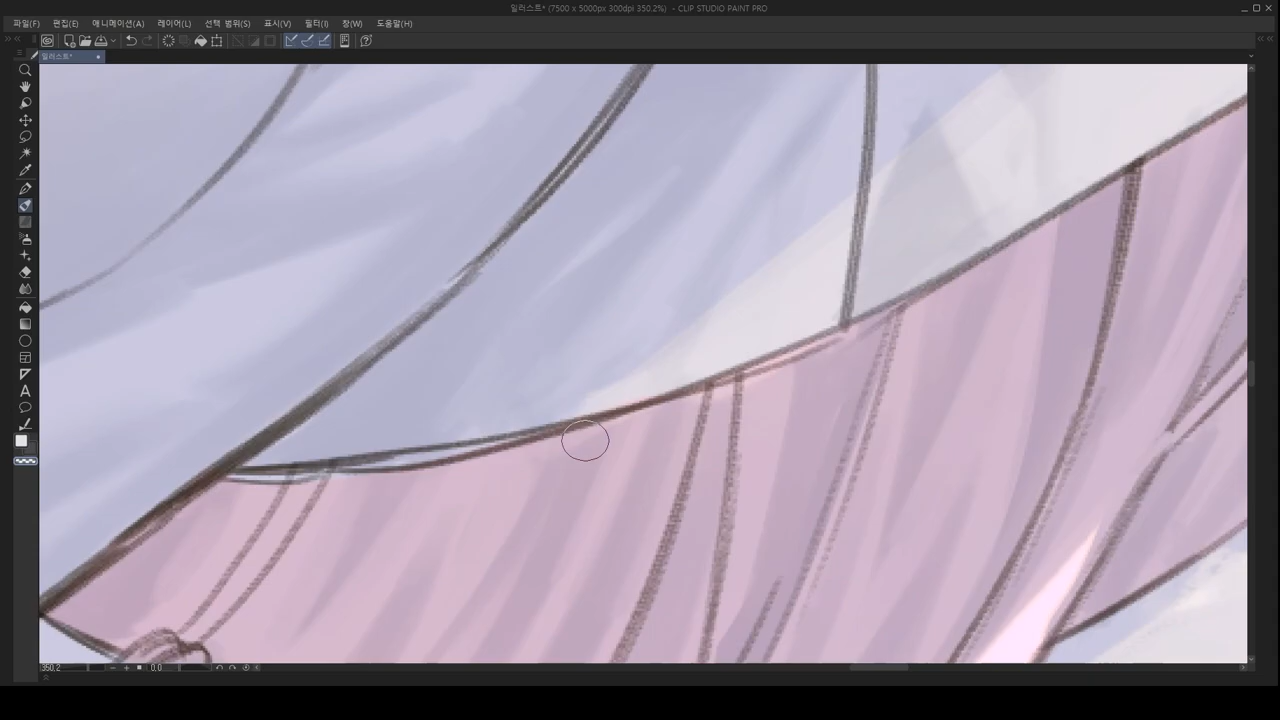 일러스트* (7500 x 5000px 300dpi 350.2%) - CLIP STUDIO PAINT PRO
파일(F) 편집(E) 애니메이션(A) 레이어(L) 선택 범위(S) 표시(V) 필터(I) 창(W) 도움말(H)
일러스트*
A
350.2 0.0